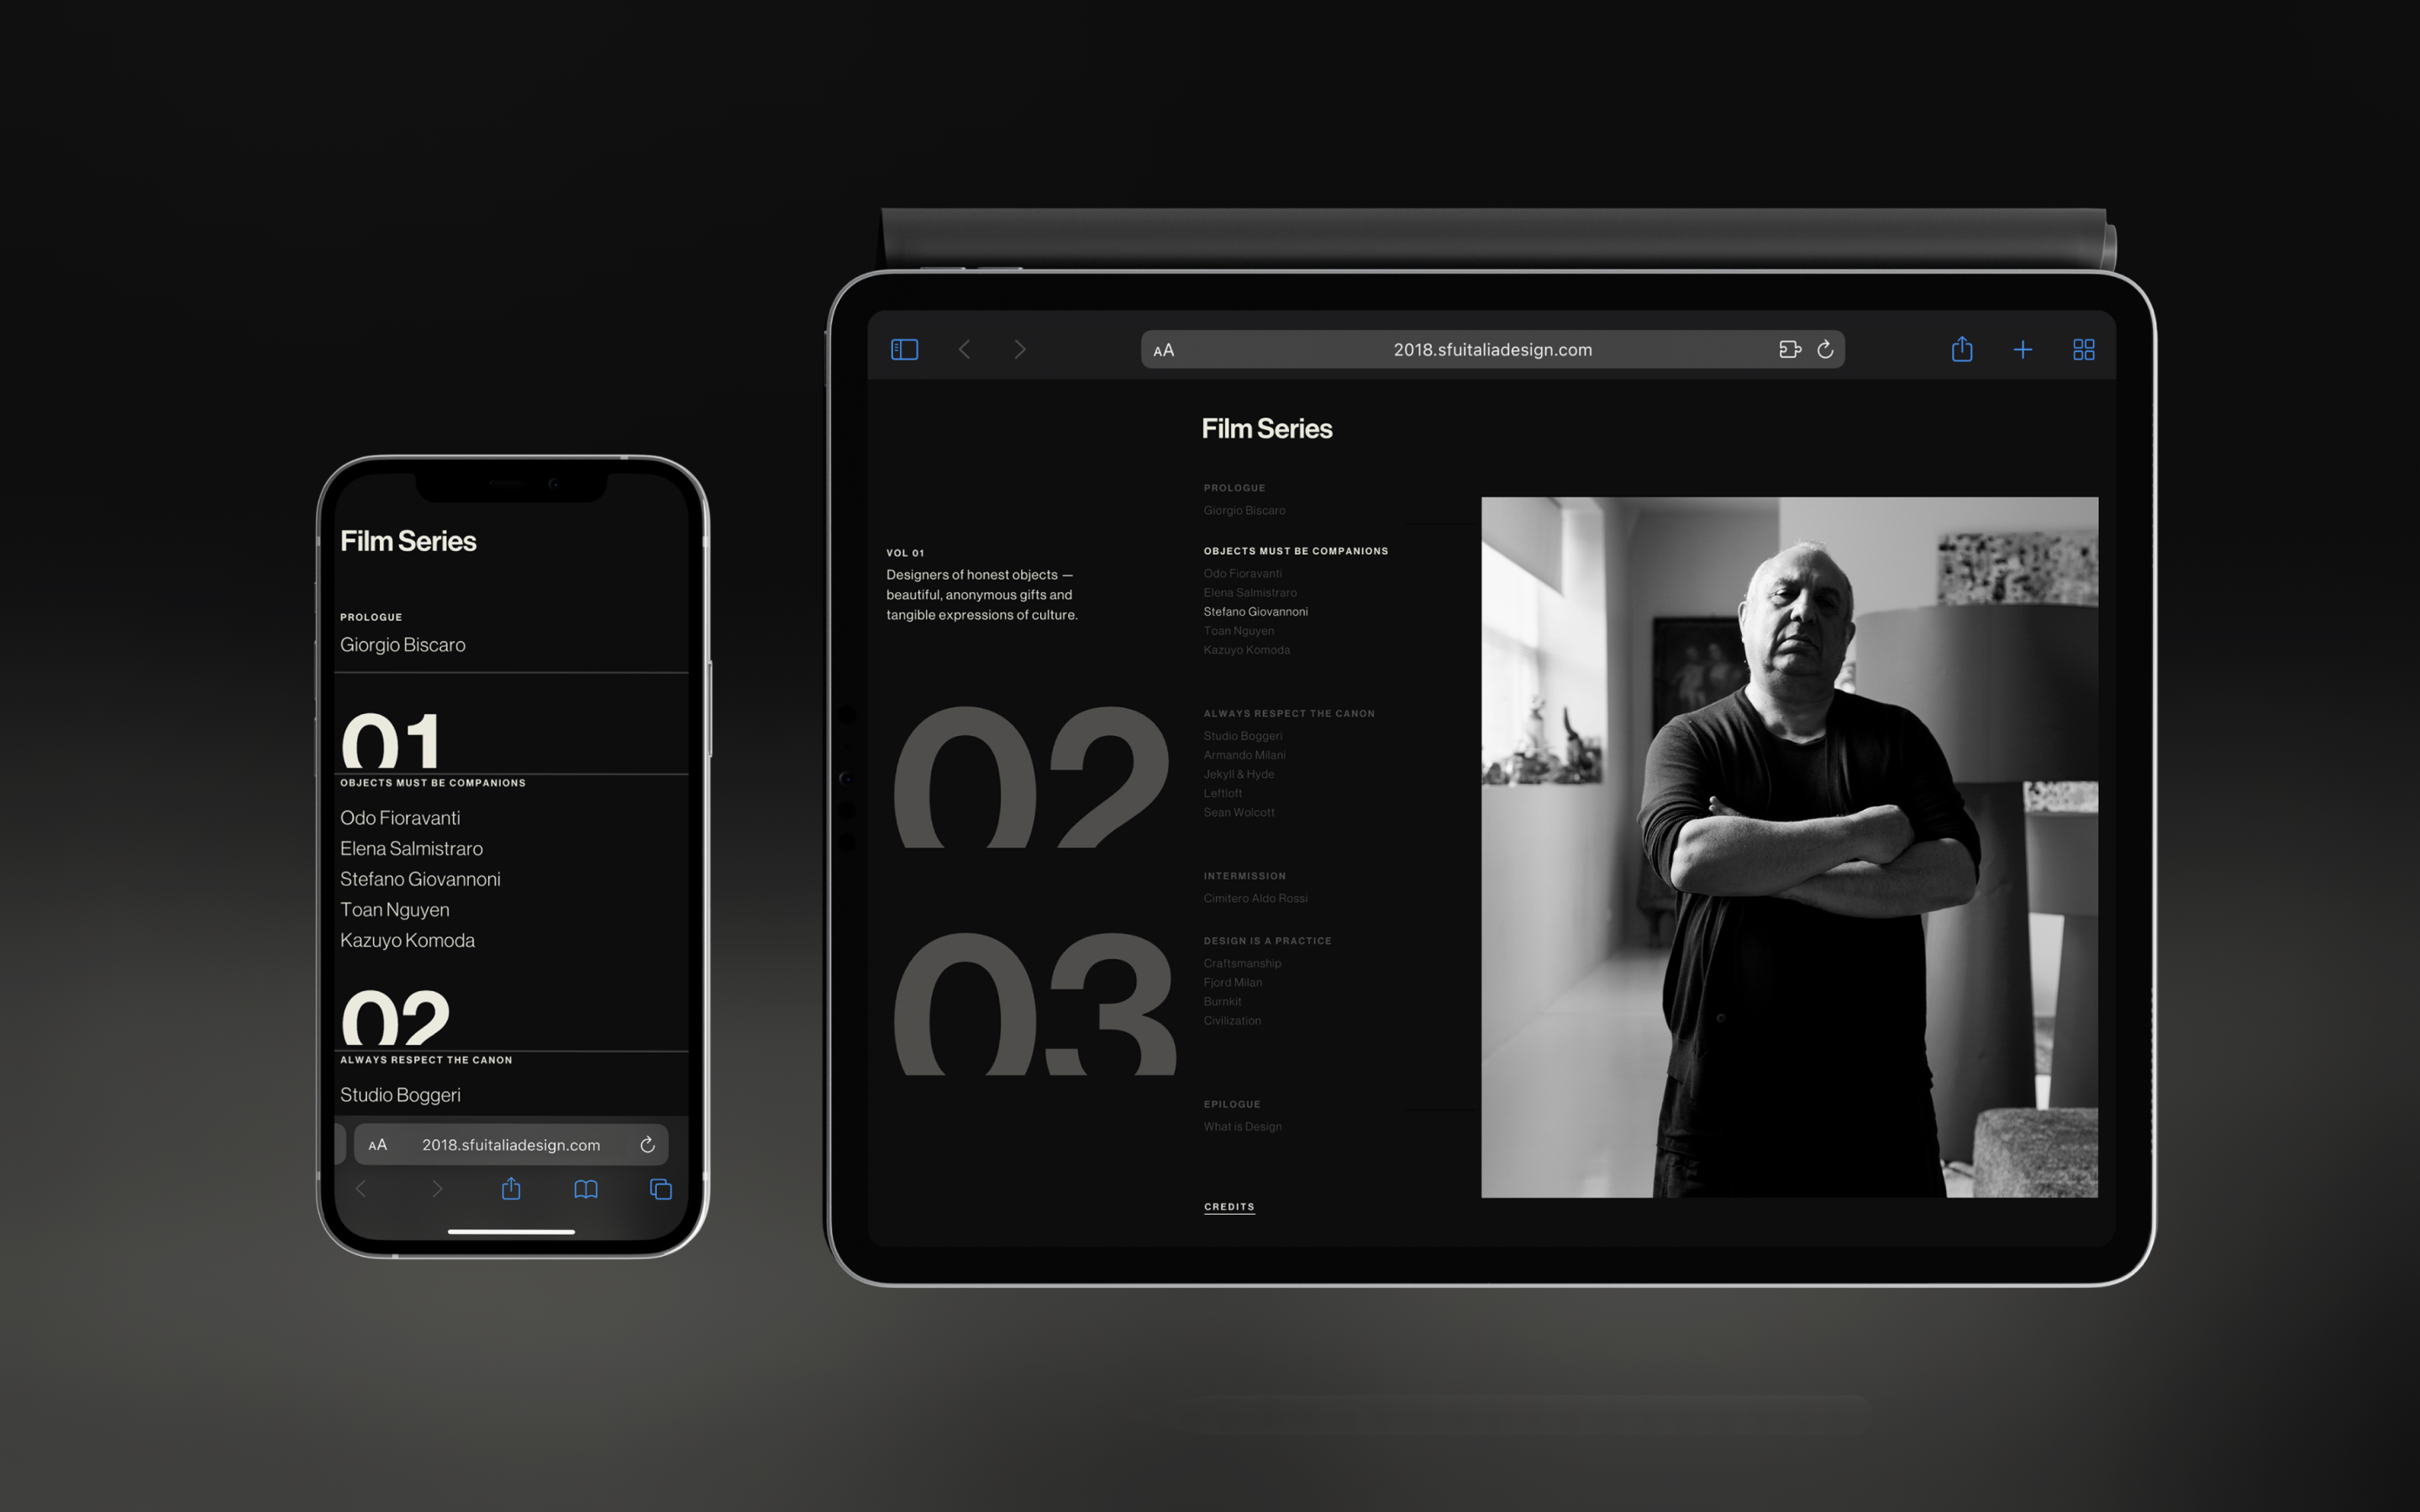 Film Series
PROLOGUE
Giorgio Biscaro
01
OBJECTS MUST BE COMPANIONS
Odo Fioravanti
Elena Salmistraro
Stefano Giovannoni
Toan Nguyen
Kazuyo Komoda
02
ALWAYS RESPECT THE CANON
Studio Boggeri
AA 2018.sfuitaliadesign.com
AA 2018.sfuitaliadesign.com
Film Series
VOL 01
Designers of honest objects —
beautiful, anonymous gifts and
tangible expressions of culture.
02
03
PROLOGUE
Giorgio Biscaro
OBJECTS MUST BE COMPANIONS
Odo Fioravanti
Elena Salmistraro
Stefano Giovannoni
Toan Nguyen
Kazuyo Komoda
ALWAYS RESPECT THE CANON
Studio Boggeri
Armando Milani
Jekyll & Hyde
Leftloft
Sean Wolcott
INTERMISSION
Cimitero Aldo Rossi
DESIGN IS A PRACTICE
Craftsmanship
Fjord Milan
Burnkit
Civilization
EPILOGUE
What is Design
CREDITS